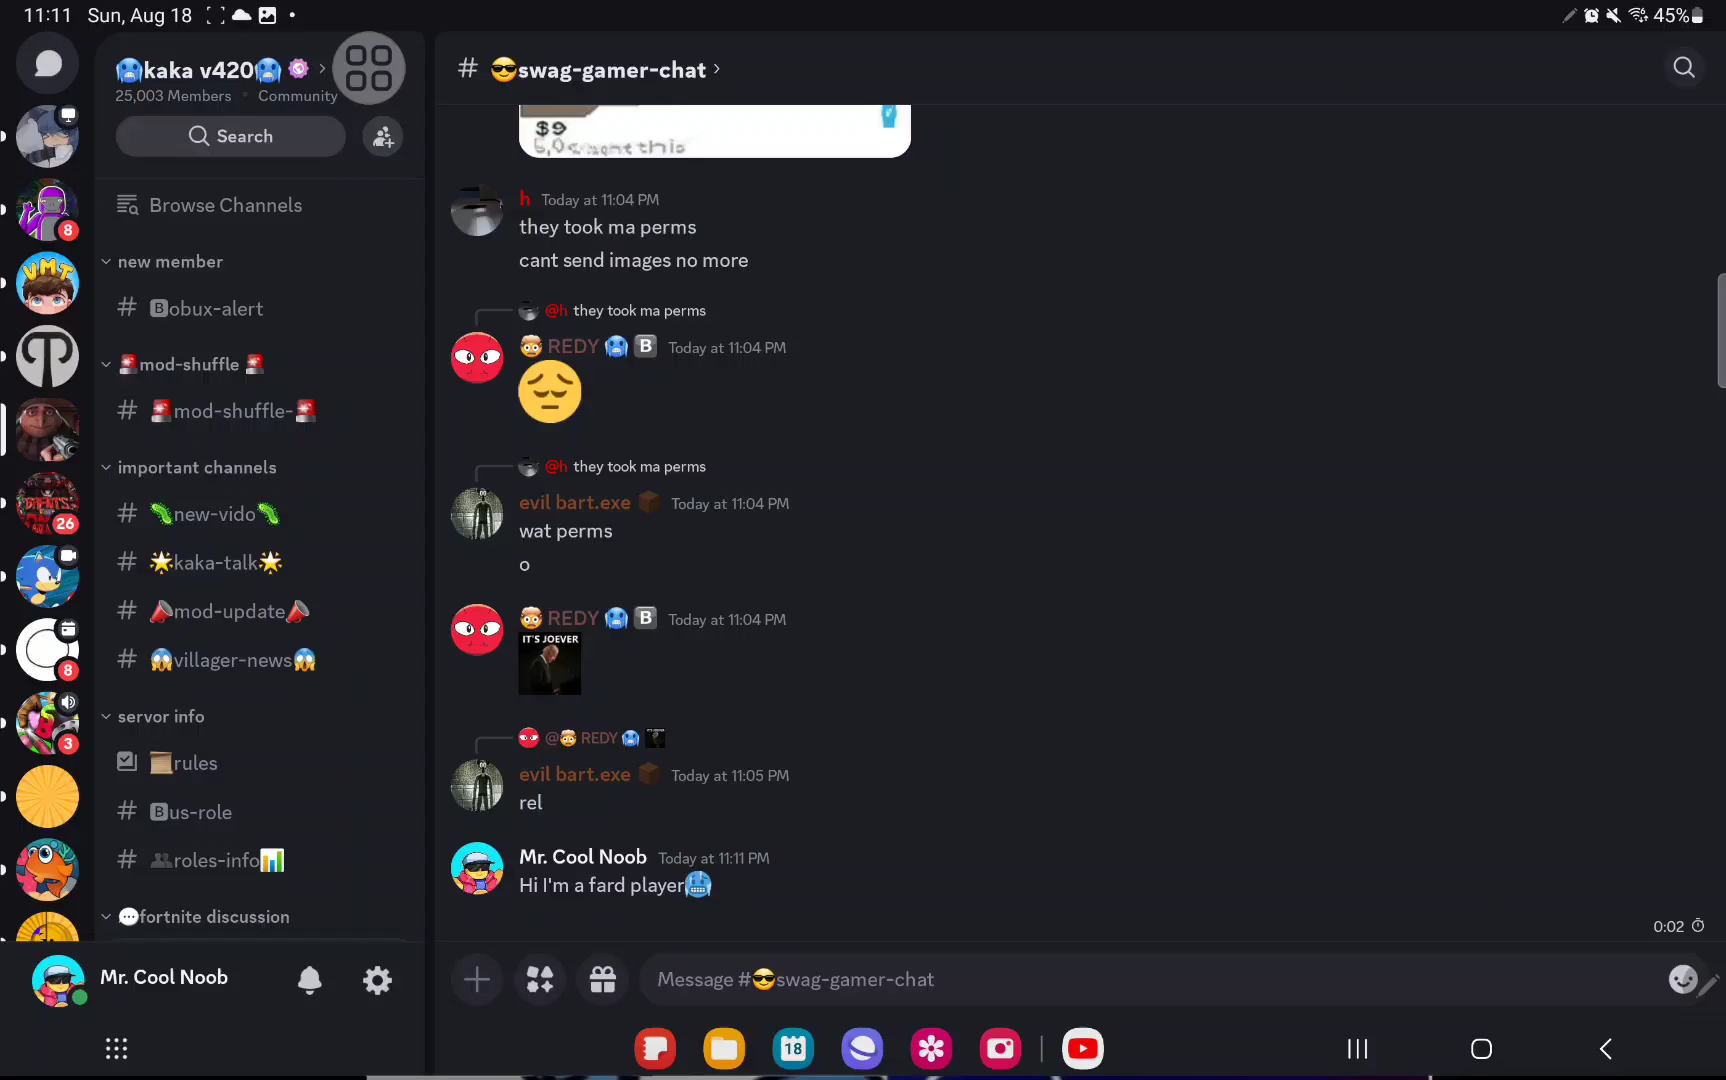 11:11 Sun, Aug 18
45%
🥶kaka v420🥶
25,003 Members • Community
Search
Browse Channels
new member
🅱obux-alert
🚨mod-shuffle 🚨
🚨mod-shuffle-🚨
important channels
🐛new-vido🐛
🌟kaka-talk🌟
📣mod-update📣
😱villager-news😱
servor info
📜rules
🅱us-role
👥roles-info📊
💬fortnite discussion
8
26
8
3
Mr. Cool Noob
# 😎swag-gamer-chat
$9
h Today at 11:04 PM
they took ma perms
cant send images no more
@h they took ma perms
🤯 REDY 🥶 🅱 Today at 11:04 PM
😔
@h they took ma perms
evil bart.exe Today at 11:04 PM
wat perms
o
🤯 REDY 🥶 🅱 Today at 11:04 PM
IT'S JOEVER
@🤯 REDY 🥶
evil bart.exe Today at 11:05 PM
rel
Mr. Cool Noob Today at 11:11 PM
Hi I'm a fard player🥶
0:02
Message #😎swag-gamer-chat
18